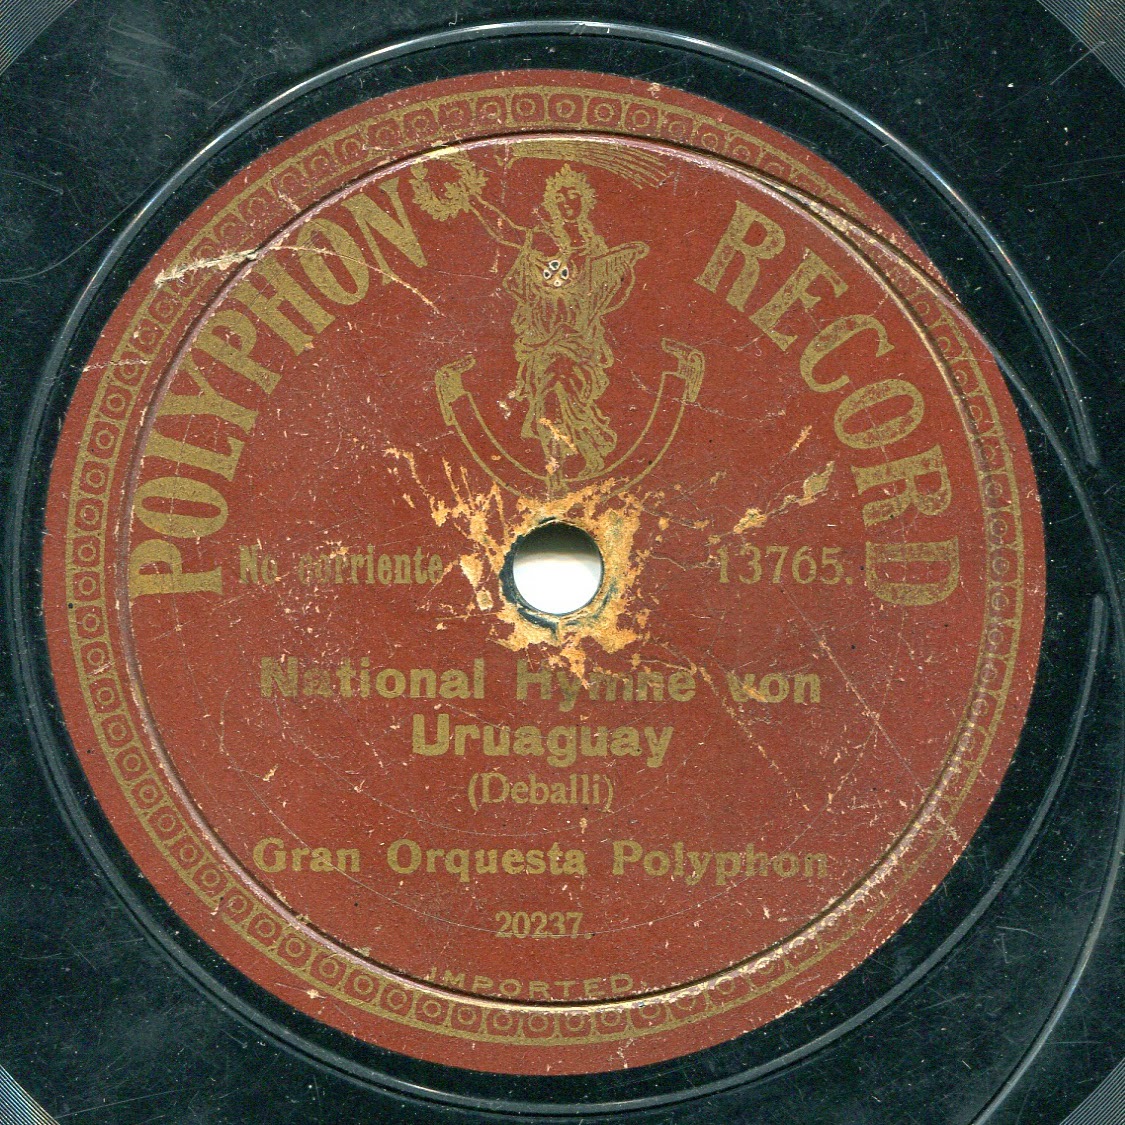 POLYPHON RECORD
No corriente 13765.
National Hymne von
Uruaguay
(Deballi)
Gran Orquesta Polyphon
20237.
IMPORTED